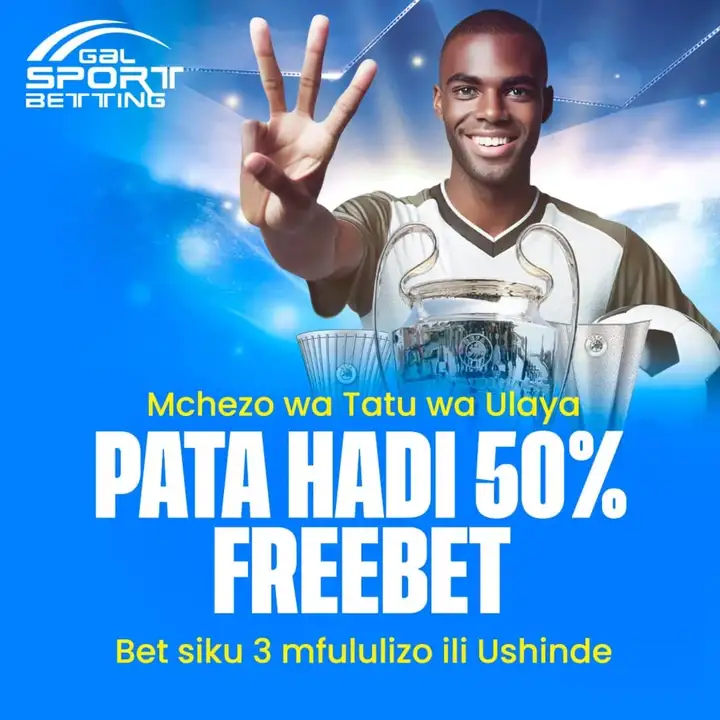 Gal
SPORT
BETTING
Mchezo wa Tatu wa Ulaya
PATA HADI 50%
FREEBET
Bet siku 3 mfululizo ili Ushinde